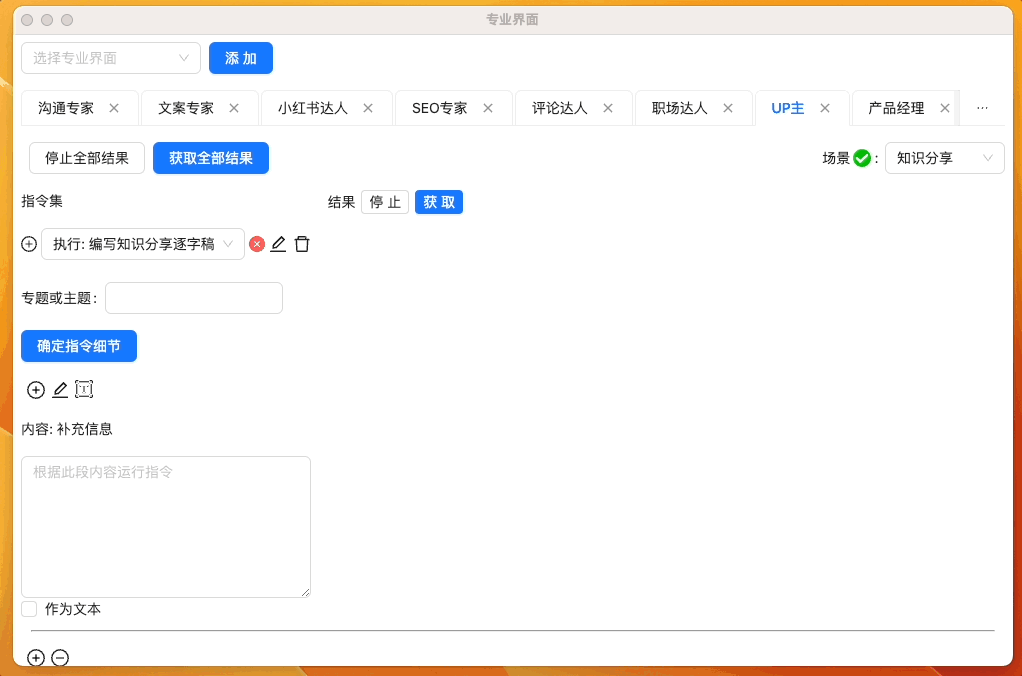 专业界面
选择专业界面 添加
沟通专家 文案专家 小红书达人 SEO专家 评论达人 职场达人 UP主 产品经理 ···
停止全部结果 获取全部结果 场景 : 知识分享
指令集 结果 停止 获取
执行: 编写知识分享逐字稿
专题或主题:
确定指令细节
内容: 补充信息
根据此段内容运行指令
作为文本